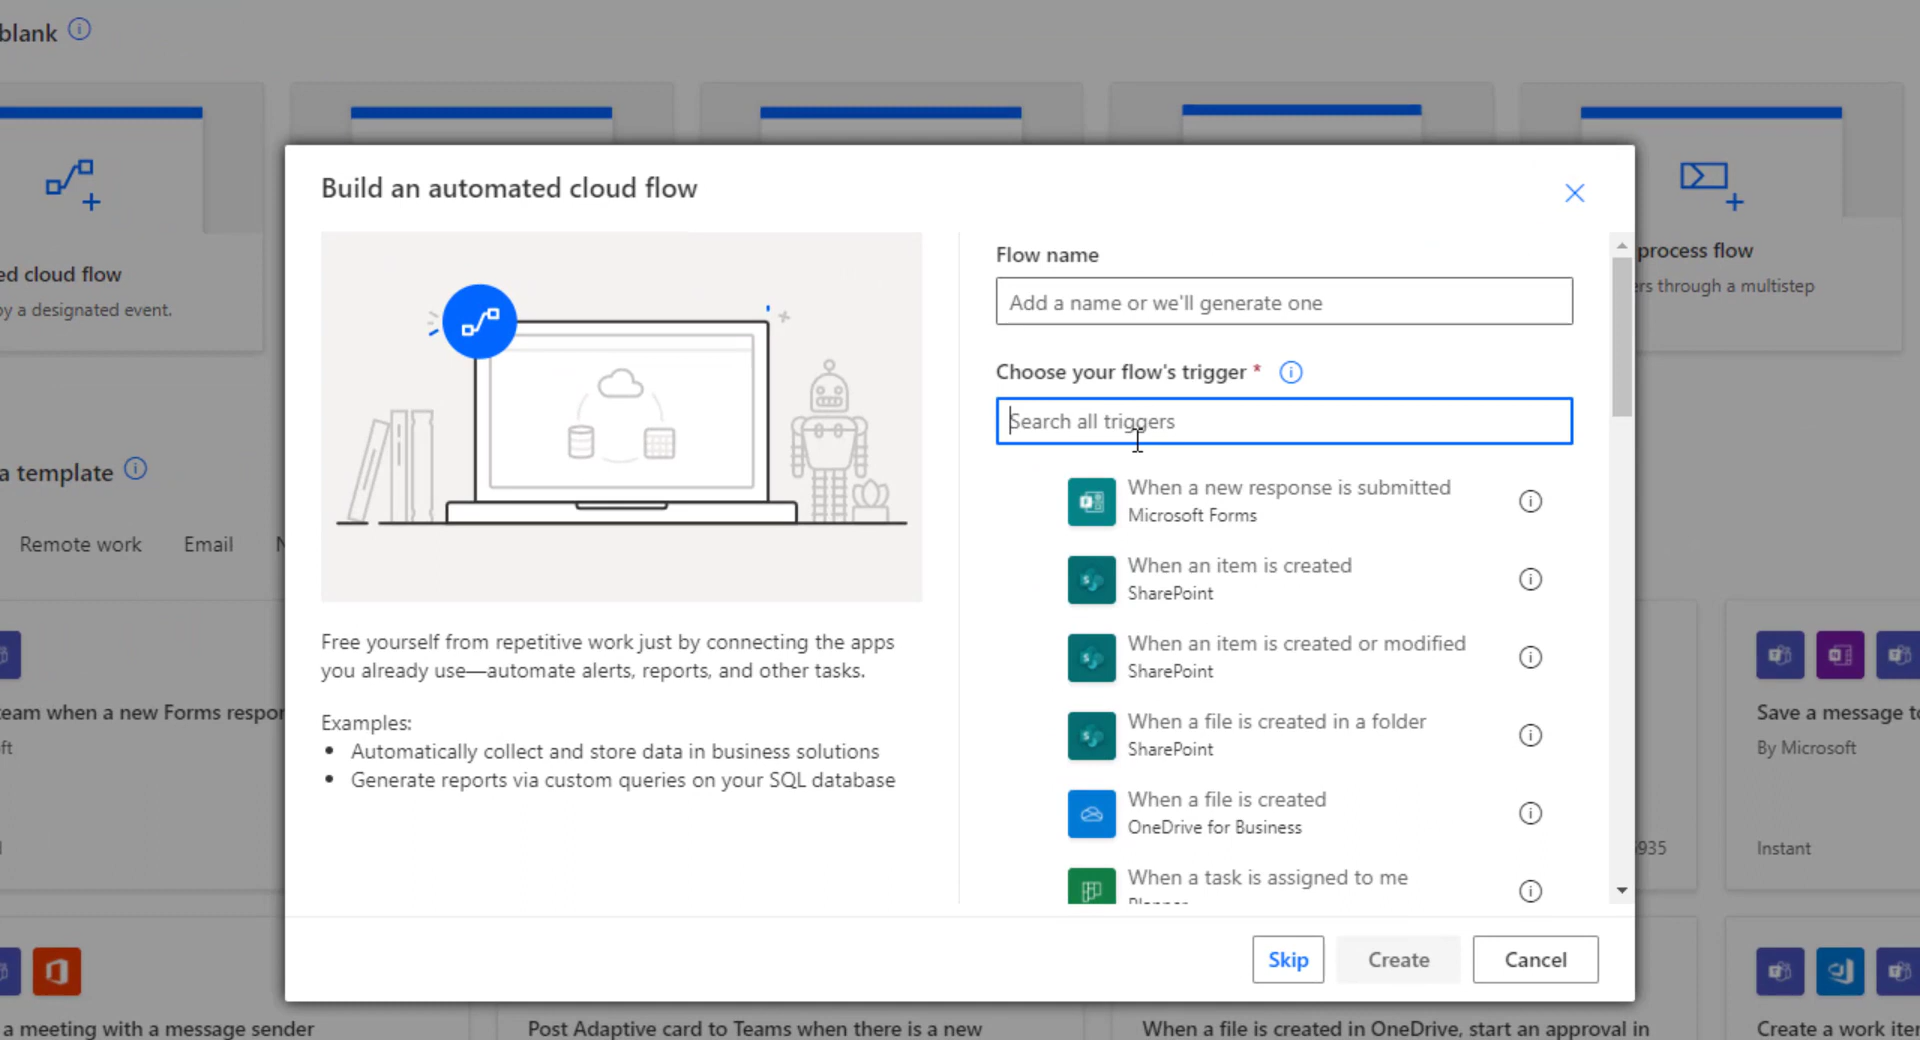 blank
ed cloud flow
by a designated event.
process flow
ers through a multistep
a template
Remote work
Email
Build an automated cloud flow
Free yourself from repetitive work just by connecting the apps
you already use—automate alerts, reports, and other tasks.
Examples:
• Automatically collect and store data in business solutions
• Generate reports via custom queries on your SQL database
Flow name
Add a name or we'll generate one
Choose your flow's trigger *
Search all triggers
When a new response is submitted
Microsoft Forms
When an item is created
SharePoint
When an item is created or modified
SharePoint
When a file is created in a folder
SharePoint
When a file is created
OneDrive for Business
When a task is assigned to me
Skip
Create
Cancel
team when a new Forms respon
ft
Save a message to
By Microsoft
935
Instant
a meeting with a message sender
Post Adaptive card to Teams when there is a new
When a file is created in OneDrive, start an approval in
Create a work iter